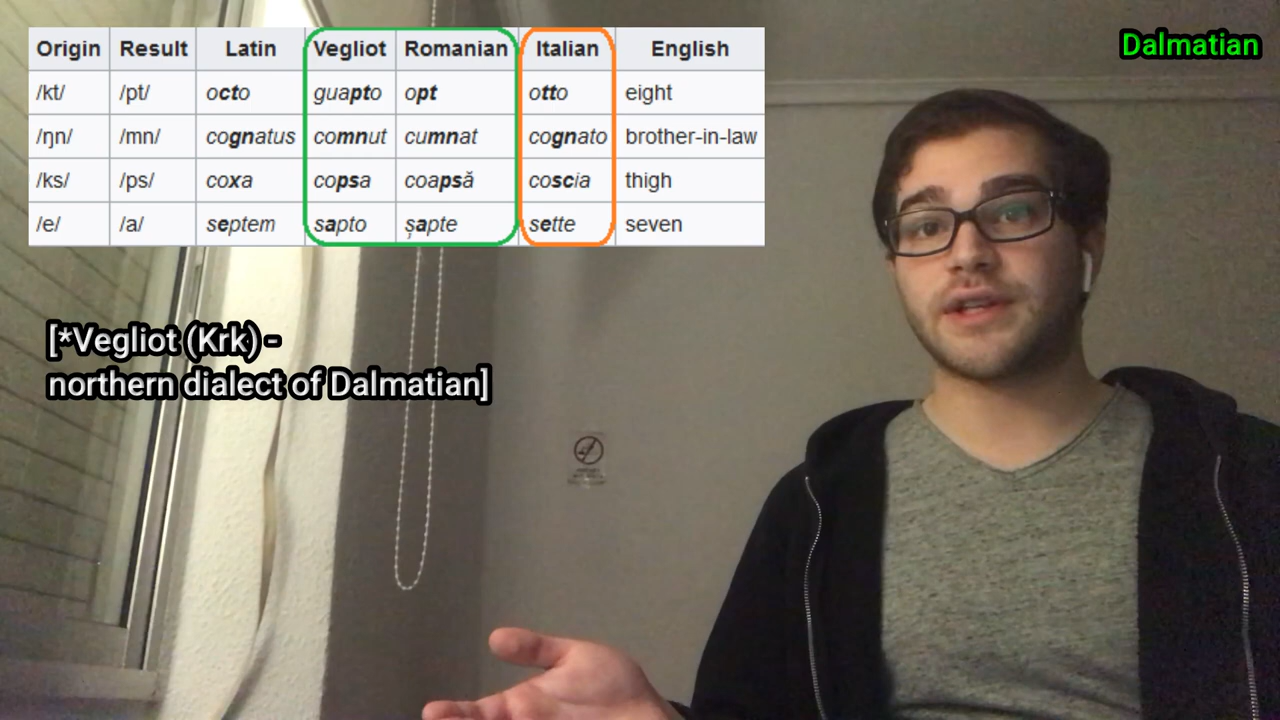 Dalmatian
Origin Result Latin Vegliot Romanian Italian English
/kt/ /pt/ octo guapto opt otto eight
/ŋn/ /mn/ cognatus comnut cumnat cognato brother-in-law
/ks/ /ps/ coxa copsa coapsă coscia thigh
/e/ /a/ septem sapto șapte sette seven
[*Vegliot (Krk) -
northern dialect of Dalmatian]